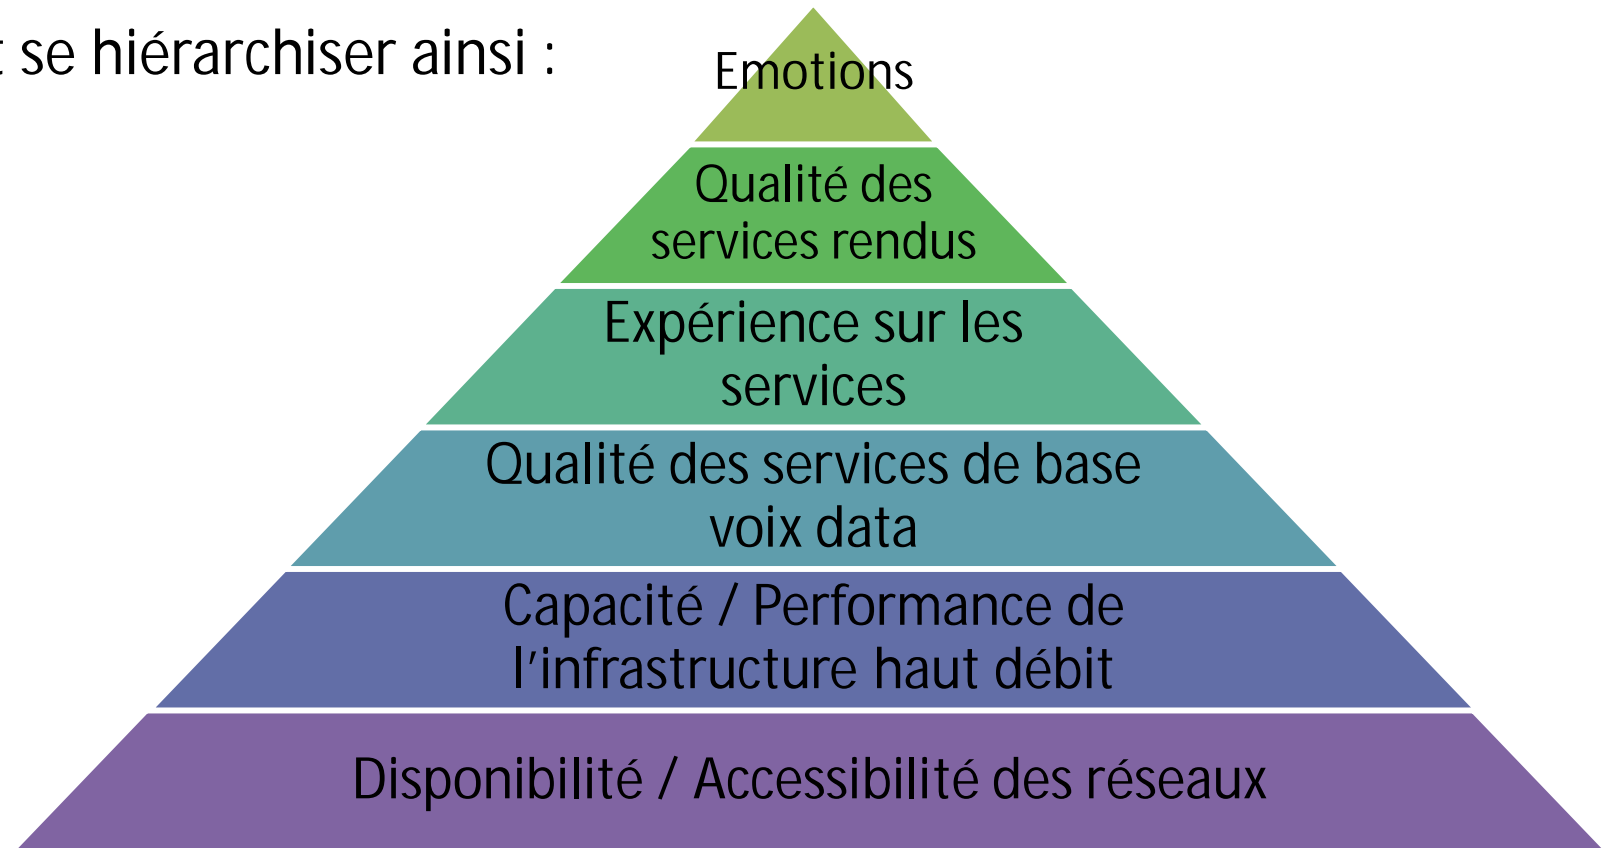 t se hiérarchiser ainsi :
Emotions
Qualité des
services rendus
Expérience sur les
services
Qualité des services de base
voix data
Capacité / Performance de
l'infrastructure haut débit
Disponibilité / Accessibilité des réseaux